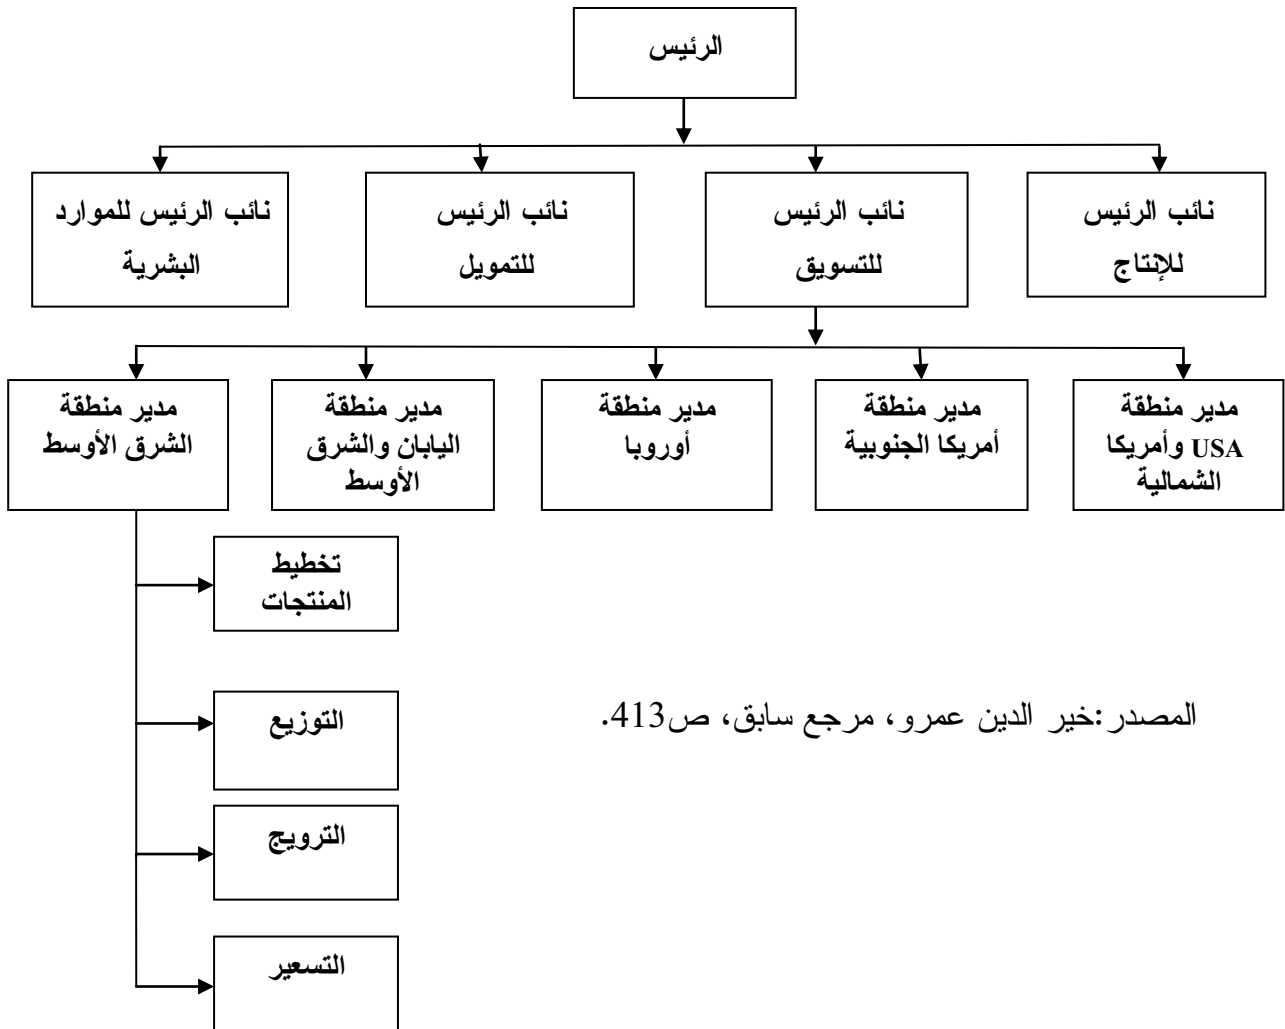 الرئيس
نائب الرئيس
للإنتاج
نائب الرئيس
للتسويق
نائب الرئيس
للتمويل
نائب الرئيس للموارد
البشرية
مدير منطقة
USA وأمريكا
الشمالية
مدير منطقة
أمريكا الجنوبية
مدير منطقة
أوروبا
مدير منطقة
اليابان والشرق
الأوسط
مدير منطقة
الشرق الأوسط
تخطيط
المنتجات
التوزيع
الترويج
التسعير
المصدر:خير الدين عمرو، مرجع سابق، ص413.